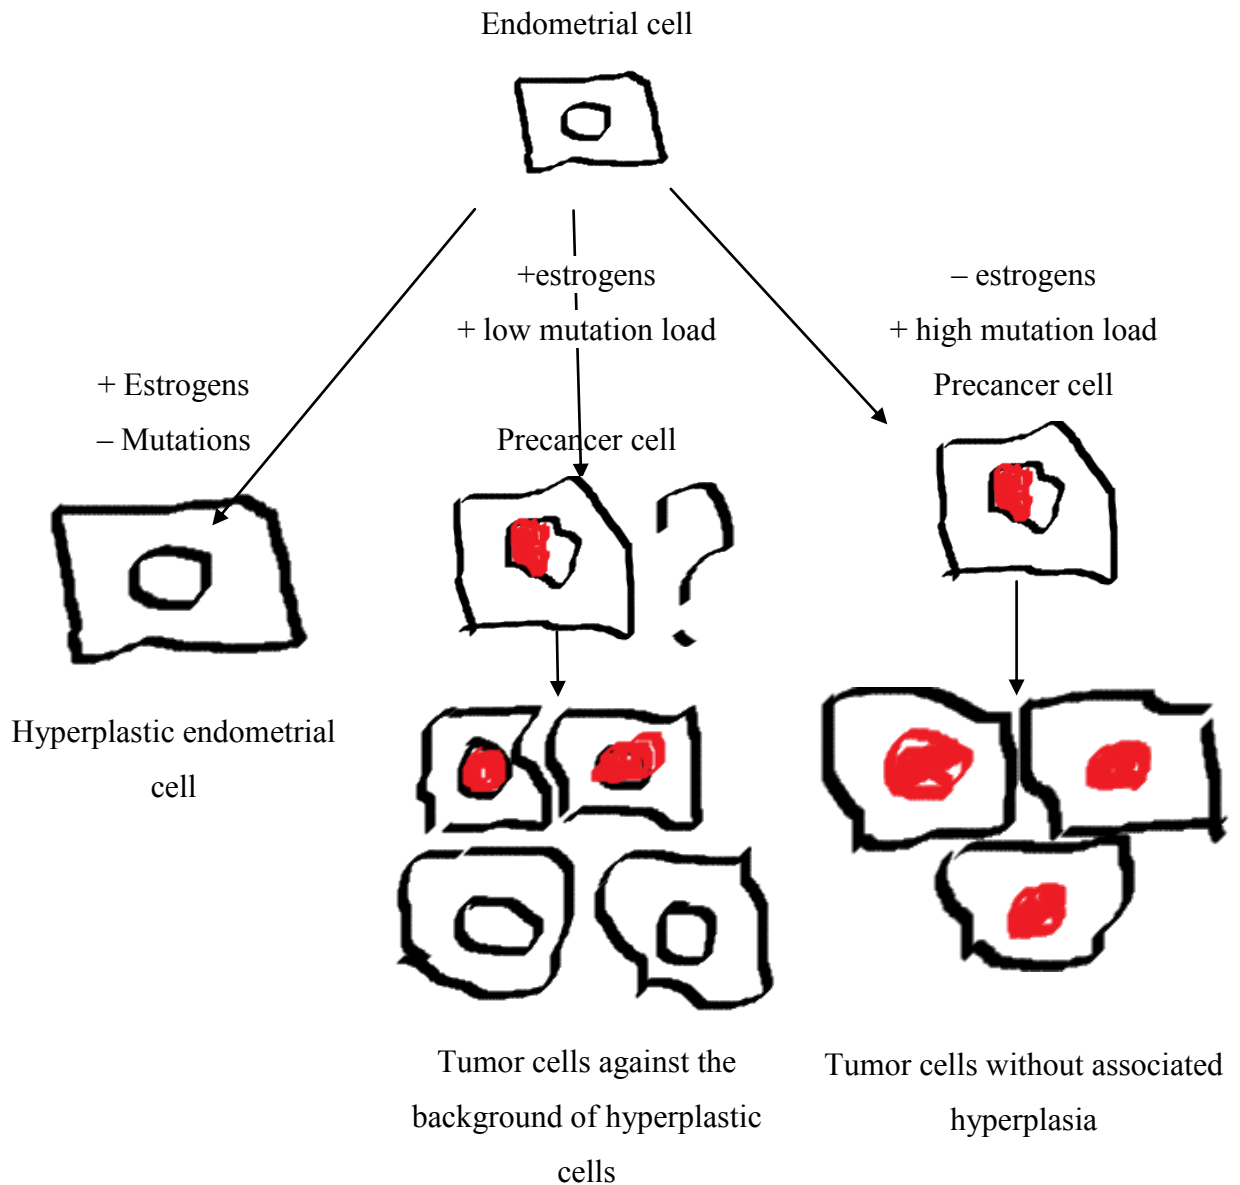 Endometrial cell
+estrogens
+ low mutation load
– estrogens
+ high mutation load
Precancer cell
+ Estrogens
– Mutations
Precancer cell
?
Hyperplastic endometrial
cell
Tumor cells against the
background of hyperplastic
cells
Tumor cells without associated
hyperplasia